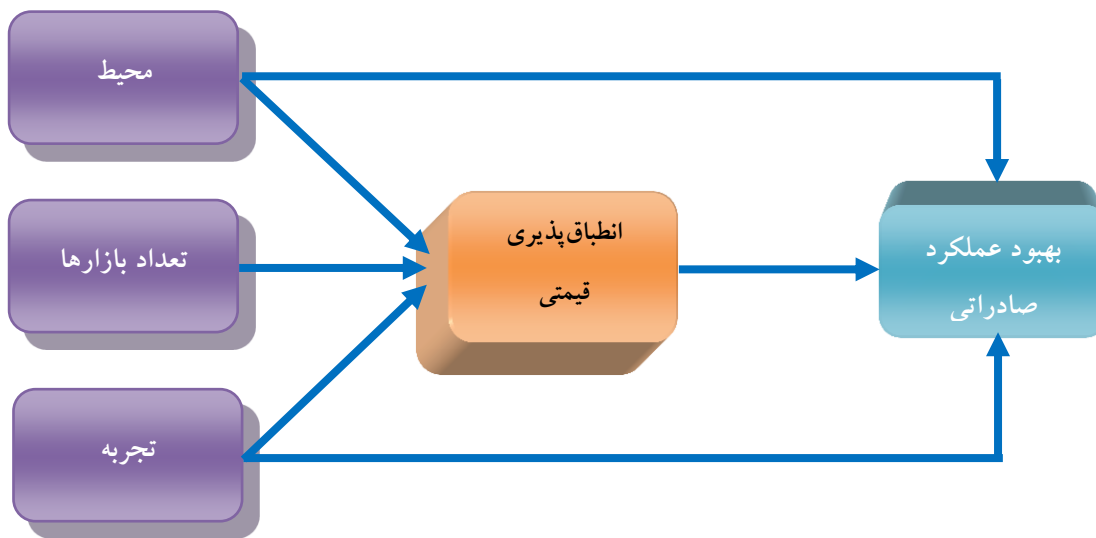 محیط
تعداد بازارها
تجربه
انطباق‌پذیری
قیمتی
بهبود عملکرد
صادراتی